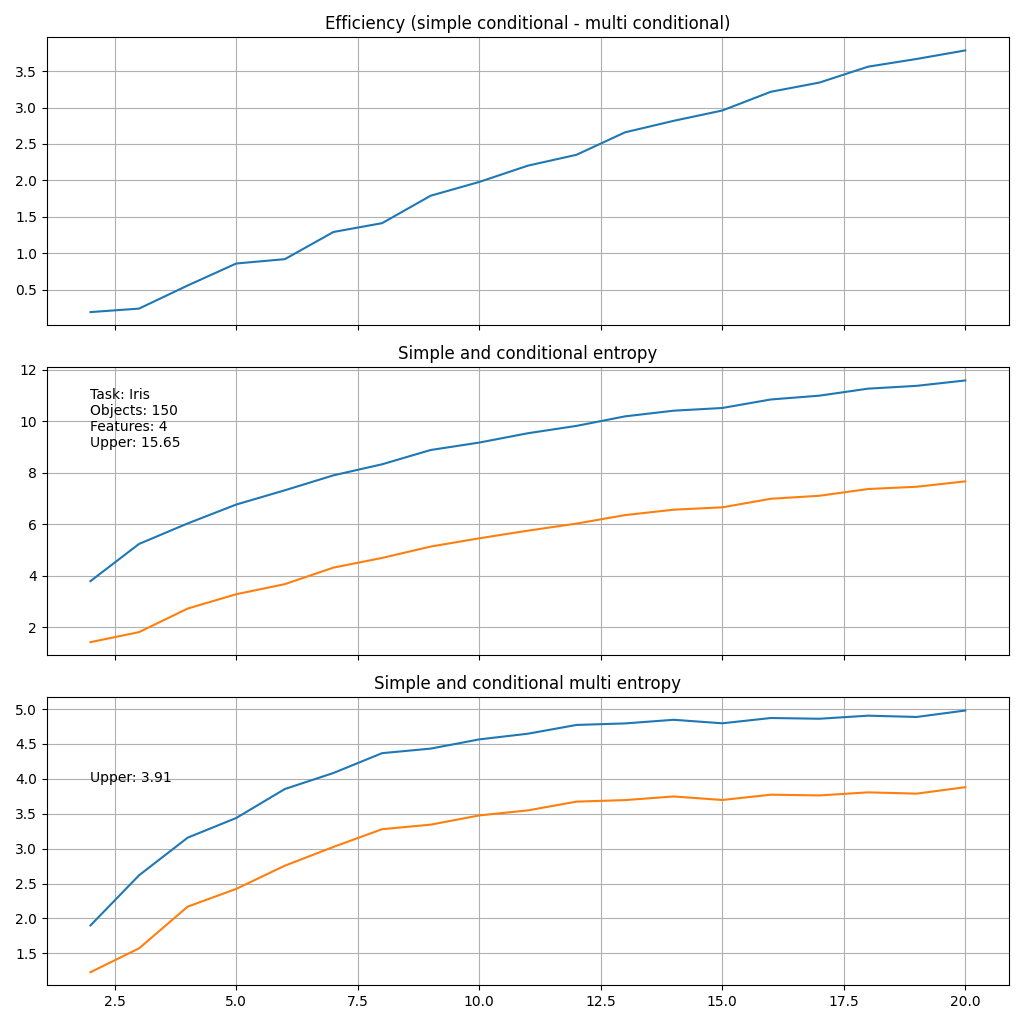 Efficiency (simple conditional - multi conditional)
3.5
3.0
2.5
2.0
1.5
1.0
0.5
Simple and conditional entropy
12
10
8
6
4
2
Task: Iris
Objects: 150
Features: 4
Upper: 15.65
Simple and conditional multi entropy
5.0
4.5
4.0
3.5
3.0
2.5
2.0
1.5
Upper: 3.91
2.5 5.0 7.5 10.0 12.5 15.0 17.5 20.0